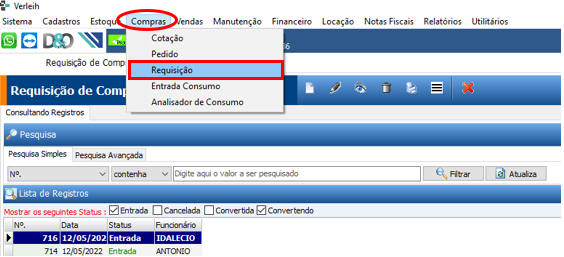 Verleih
Sistema Cadastros Estoque Compras Vendas Manutenção Financeiro Locação Notas Fiscais Relatórios Utilitários
Cotação
Pedido
Requisição
Entrada Consumo
Analisador de Consumo
Requisição de Comp
Requisição de Comp
Consultando Registros
Pesquisa
Pesquisa Simples Pesquisa Avançada
Nº. contenha Digite aqui o valor a ser pesquisado Filtrar Atualiza
Lista de Registros
Mostrar os seguintes Status : Entrada Cancelada Convertida Convertendo
Nº. Data Status Funcionário
716 12/05/202 Entrada IDALECIO
714 12/05/2022 Entrada ANTONIO